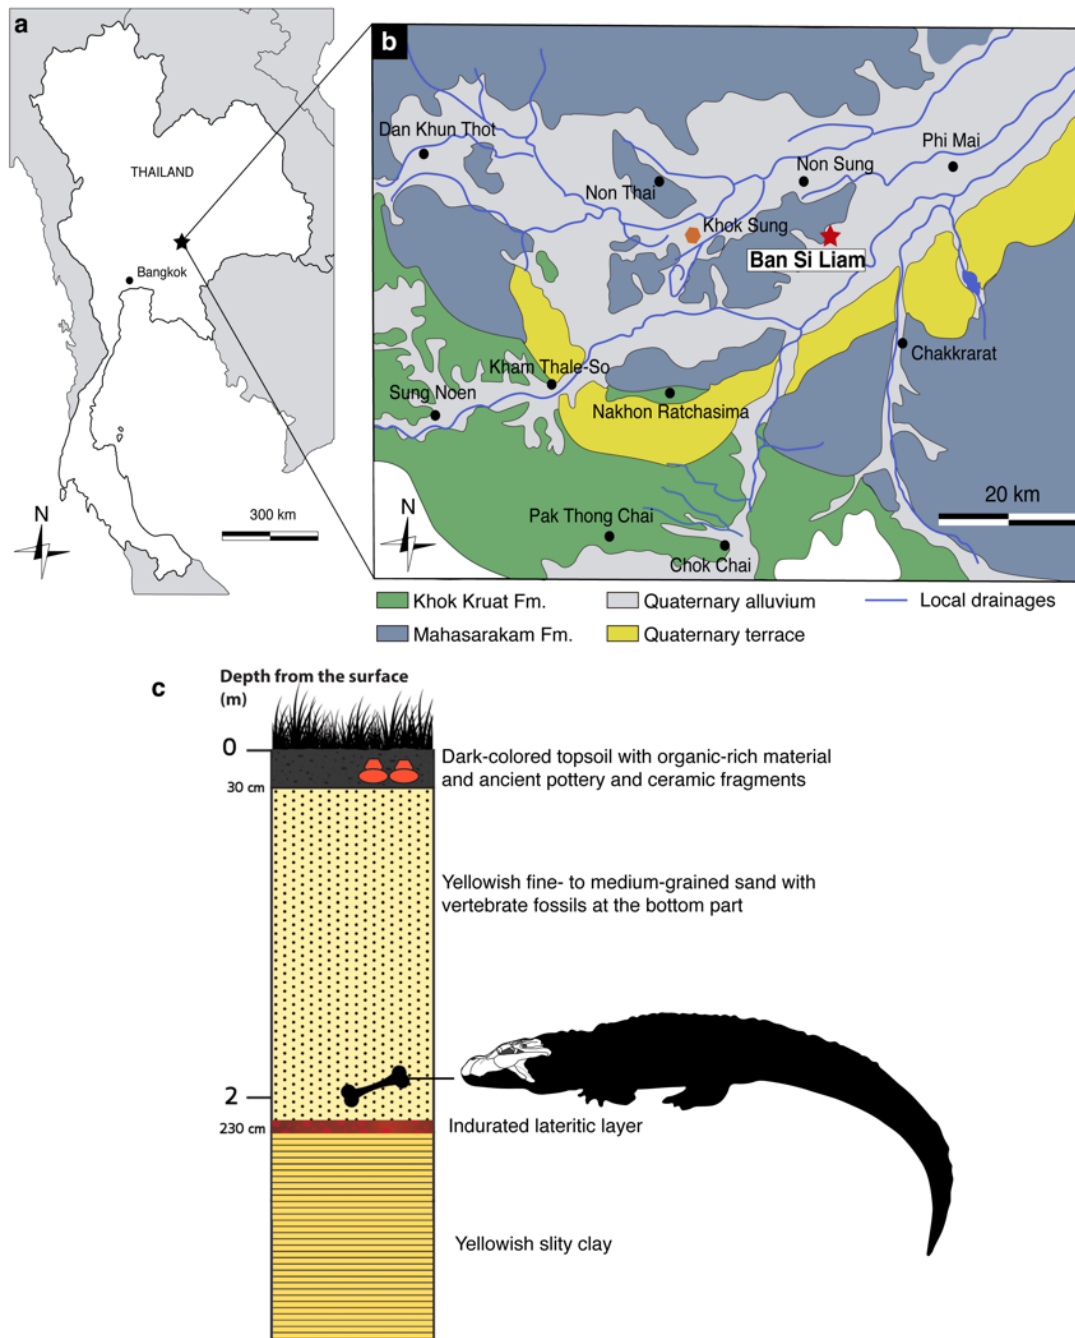 a
THAILAND
Bangkok
N
300 km
b
Dan Khun Thot
Non Thai
Non Sung
Phi Mai
Khok Sung
Ban Si Liam
Chakkrarat
Kham Thale-So
Sung Noen
Nakhon Ratchasima
Pak Thong Chai
Chok Chai
N
20 km
Khok Kruat Fm.
Quaternary alluvium
Local drainages
Mahasarakam Fm.
Quaternary terrace
c
Depth from the surface
(m)
0
30 cm
Dark-colored topsoil with organic-rich material
and ancient pottery and ceramic fragments
Yellowish fine- to medium-grained sand with
vertebrate fossils at the bottom part
2
230 cm
Indurated lateritic layer
Yellowish slity clay